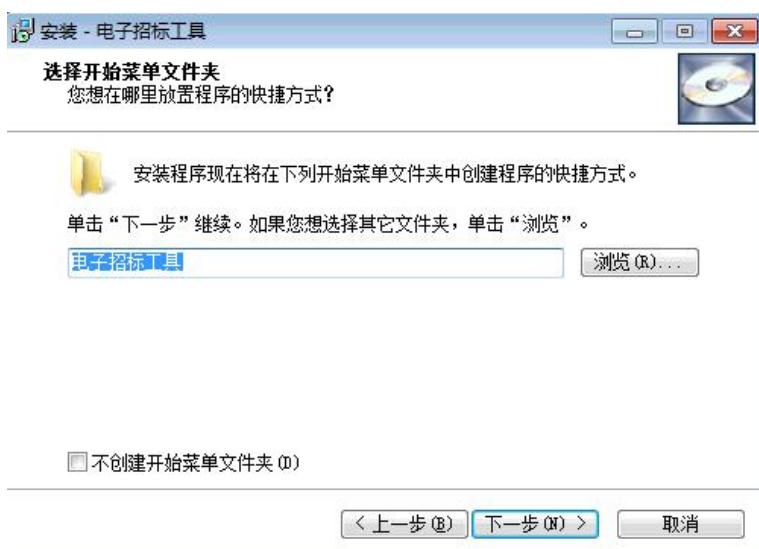 安装 - 电子招标工具
选择开始菜单文件夹
您想在哪里放置程序的快捷方式?
安装程序现在将在下列开始菜单文件夹中创建程序的快捷方式。
单击“下一步”继续。如果您想选择其它文件夹，单击“浏览”。
电子招标工具
浏览(R)...
不创建开始菜单文件夹(D)
< 上一步(B)
下一步(N) >
取消